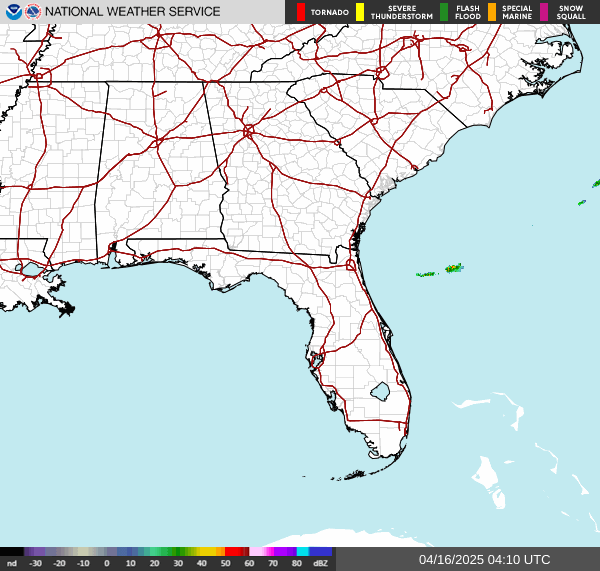 NATIONAL WEATHER SERVICE
TORNADO
SEVERE
THUNDERSTORM
FLASH
FLOOD
SPECIAL
MARINE
SNOW
SQUALL
nd -30 -20 -10 0 10 20 30 40 50 60 70 80 dBZ
04/16/2025 04:10 UTC